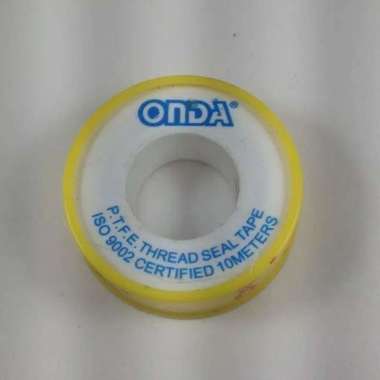 ONDA®
P.T.F.E. THREAD SEAL TAPE
ISO 9002 CERTIFIED 10METERS